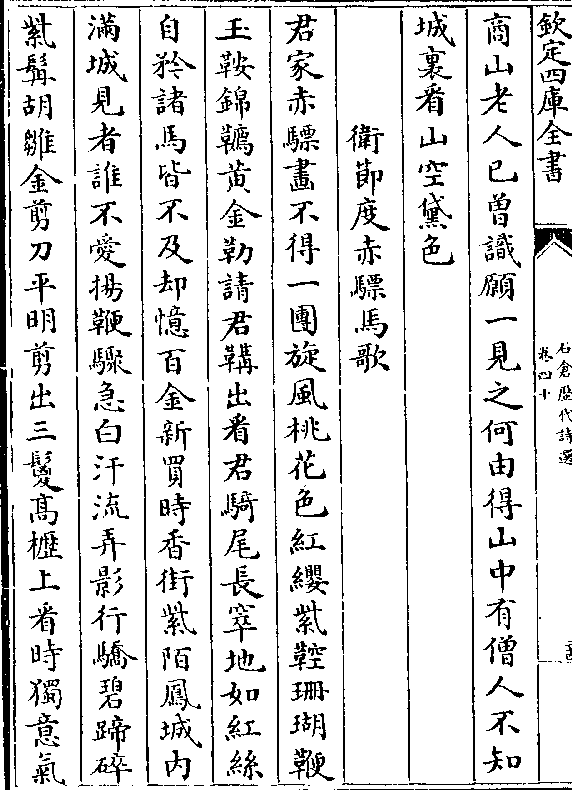 欽定四庫全書
石倉歴代詩選
卷四十
商山老人已曾識願一見之何由得山中有僧人不知
城裏看山空黛色
衛節度赤驃馬歌
君家赤驃畫不得一團旋風桃花色紅纓紫鞚珊瑚鞭
玉鞍錦韉黄金勒請君鞲出看君騎尾長窣地如紅絲
自矜諸馬皆不及却憶百金新買時香街紫陌鳳城内
滿城見者誰不愛揚鞭驟急白汗流弄影行驕碧蹄碎
紫髯胡雛金剪刀平明剪出三鬉高櫪上看時獨意氣